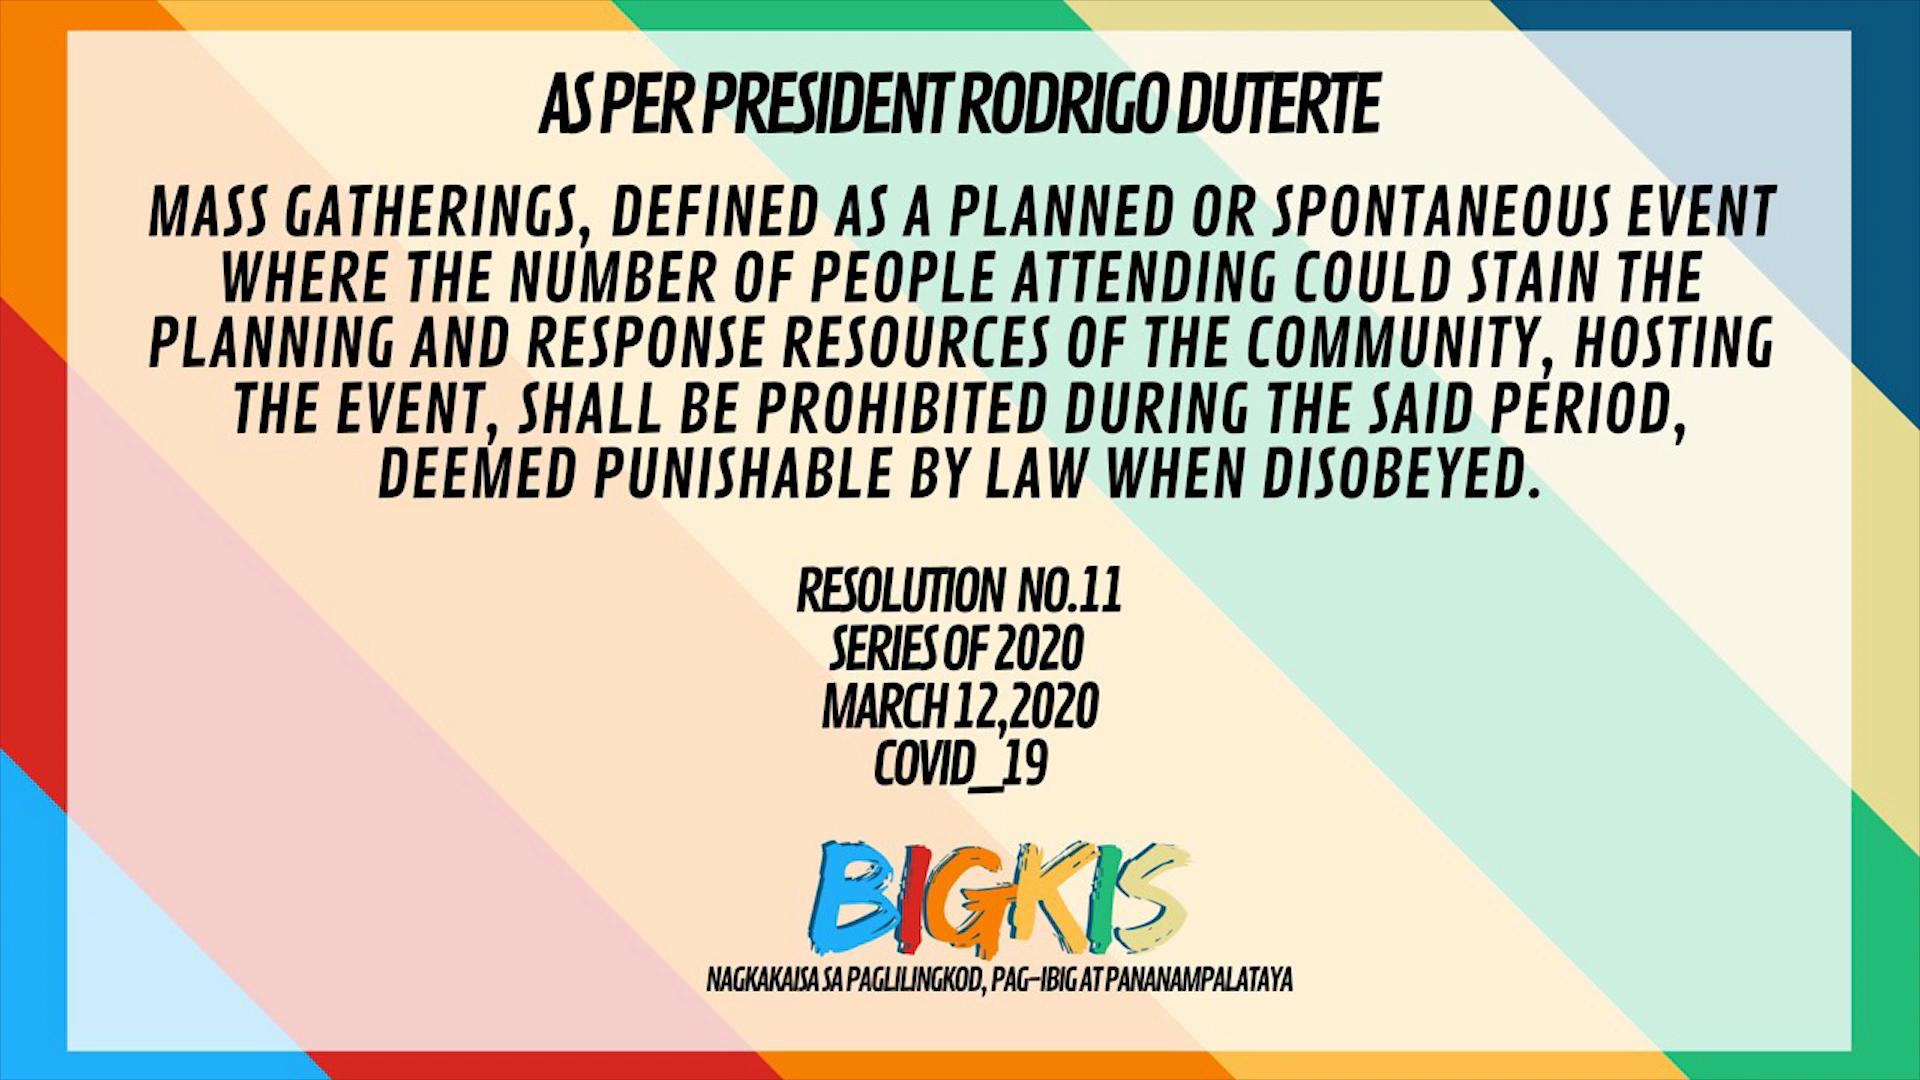 AS PER PRESIDENT RODRIGO DUTERTE
MASS GATHERINGS, DEFINED AS A PLANNED OR SPONTANEOUS EVENT
WHERE THE NUMBER OF PEOPLE ATTENDING COULD STAIN THE
PLANNING AND RESPONSE RESOURCES OF THE COMMUNITY, HOSTING
THE EVENT, SHALL BE PROHIBITED DURING THE SAID PERIOD,
DEEMED PUNISHABLE BY LAW WHEN DISOBEYED.
RESOLUTION NO.11
SERIES OF 2020
MARCH 12,2020
COVID_19
BIGKIS
NAGKAKAISA SA PAGLILINGKOD, PAG-IBIG AT PANANAMPALATAYA